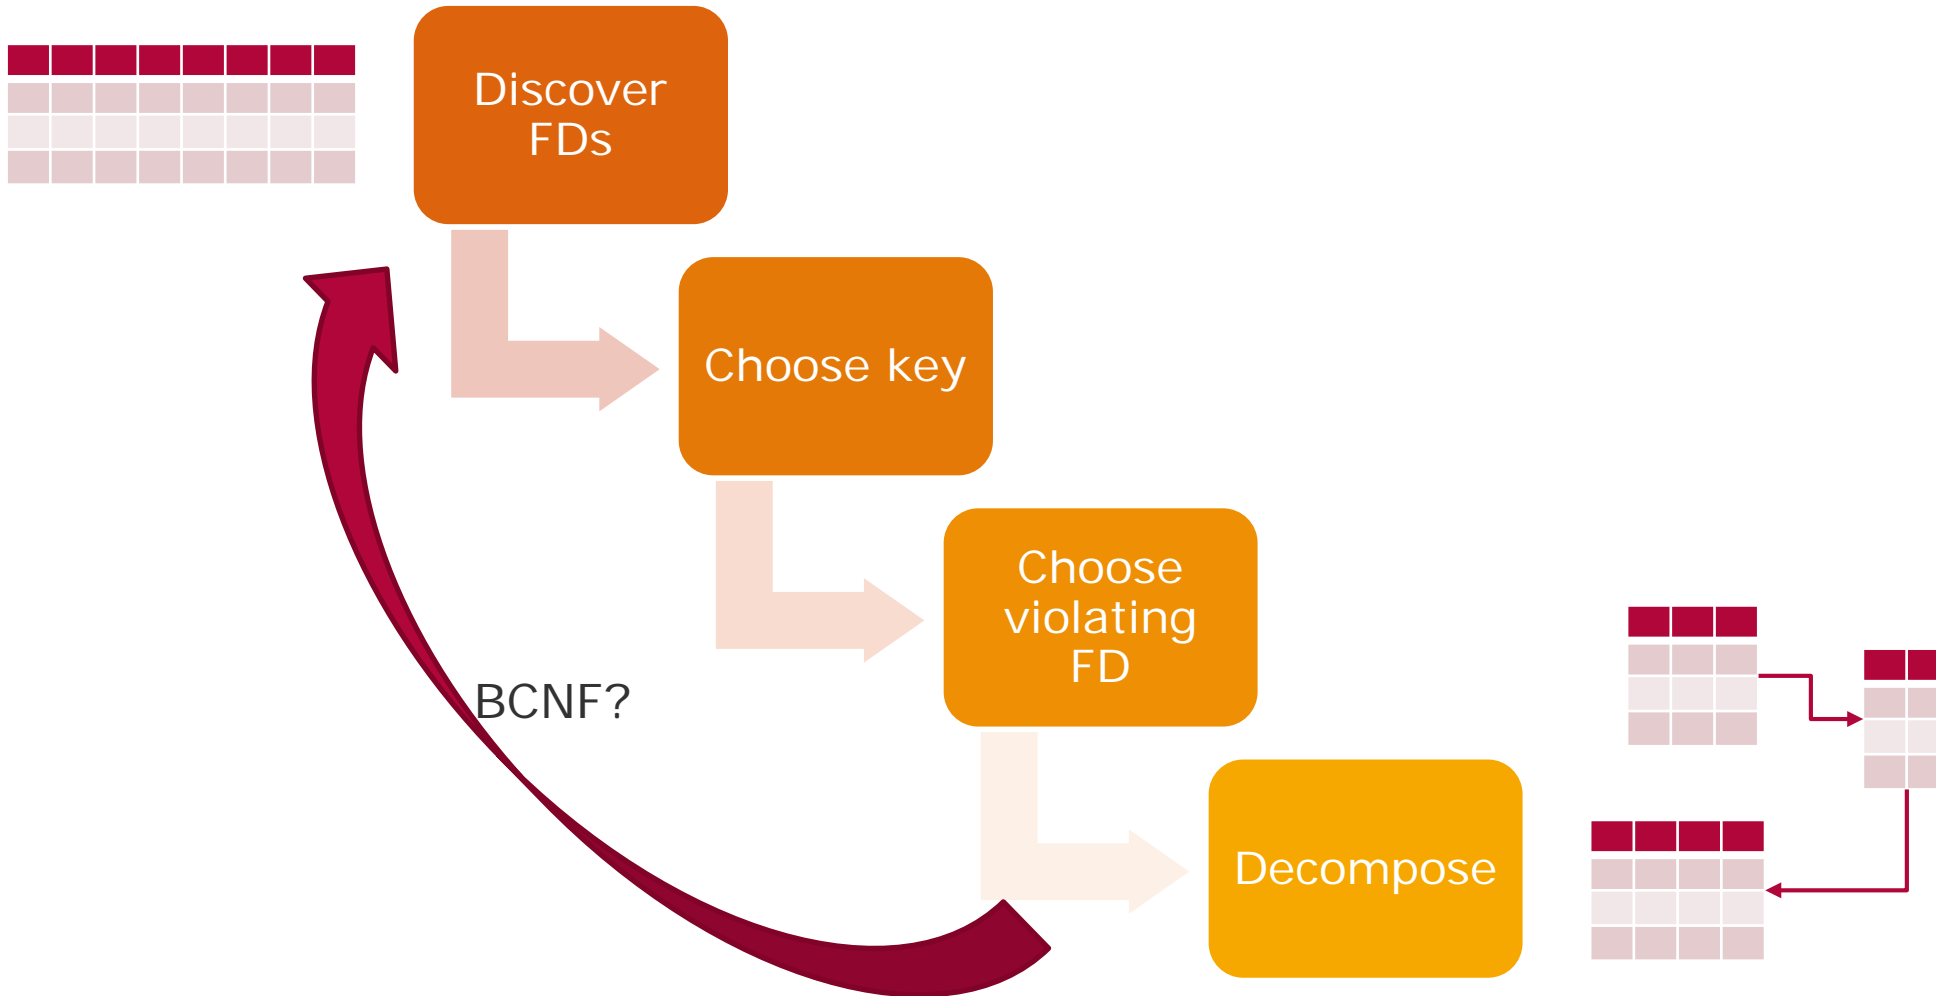 Discover
FDs
Choose key
Choose
violating
FD
BCNF?
Decompose